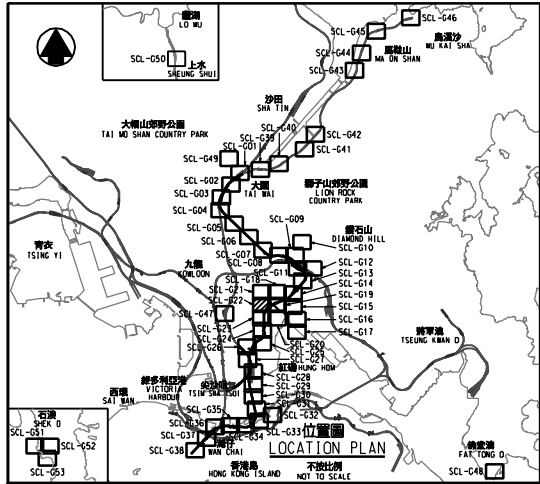 羅湖
LO WU
SCL-G50
上水
SHEUNG SHUI
SCL-G46
烏溪沙
WU KAI SHA
SCL-G45
SCL-G44
馬鞍山
MA ON SHAN
SCL-G43
沙田
SHA TIN
大帽山郊野公園
TAI MO SHAN COUNTRY PARK
SCL-G40
SCL-G39
SCL-G42
SCL-G41
SCL-G01
SCL-G49
SCL-G02
大圍
TAI WAI
獅子山郊野公園
LION ROCK
COUNTRY PARK
SCL-G03
SCL-G04
SCL-G05
SCL-G06
SCL-G07
SCL-G08
SCL-G09
鑽石山
DIAMOND HILL
SCL-G10
SCL-G11
SCL-G12
SCL-G13
SCL-G14
SCL-G18
SCL-G19
SCL-G15
SCL-G16
SCL-G17
青衣
TSING YI
九龍
KOWLOON
SCL-G21
SCL-G22
SCL-G47
SCL-G23
SCL-G24
SCL-G26
SCL-G20
SCL-G27
紅磡
HUNG HOM
SCL-G28
SCL-G29
SCL-G30
SCL-G32
SCL-G33
SCL-G34
SCL-G35
SCL-G36
SCL-G37
SCL-G38
將軍澳
TSEUNG KWAN O
西環
SAI WAN
維多利亞港
VICTORIA
HARBOUR
尖沙咀
TSIM SHA TSUI
灣仔
WAN CHAI
香港島
HONG KONG ISLAND
石澳
SHEK O
SCL-G51
SCL-G52
SCL-G53
佛堂澳
FAT TONG O
SCL-G48
位置圖
LOCATION PLAN
不按比例
NOT TO SCALE